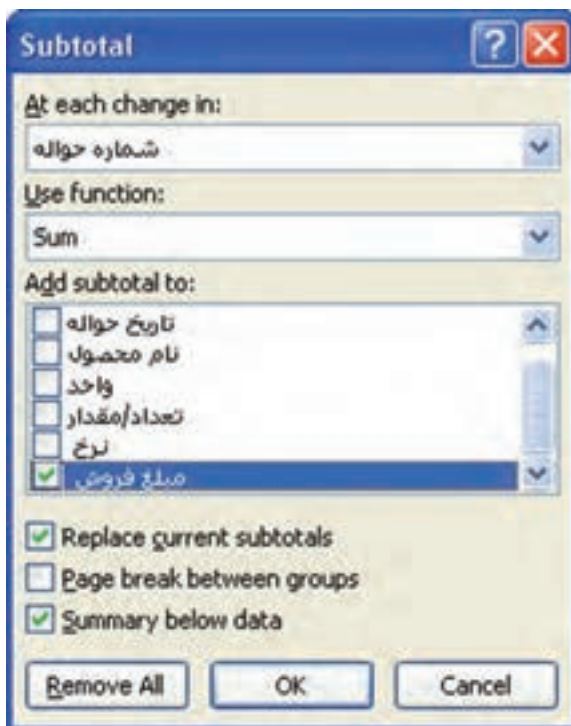 Subtotal
At each change in:
شماره حواله
Use function:
Sum
Add subtotal to:
تاریخ حواله
نام محصول
واحد
تعداد/مقدار
نرخ
مبلغ فروش
Replace current subtotals
Page break between groups
Summary below data
Remove All OK Cancel